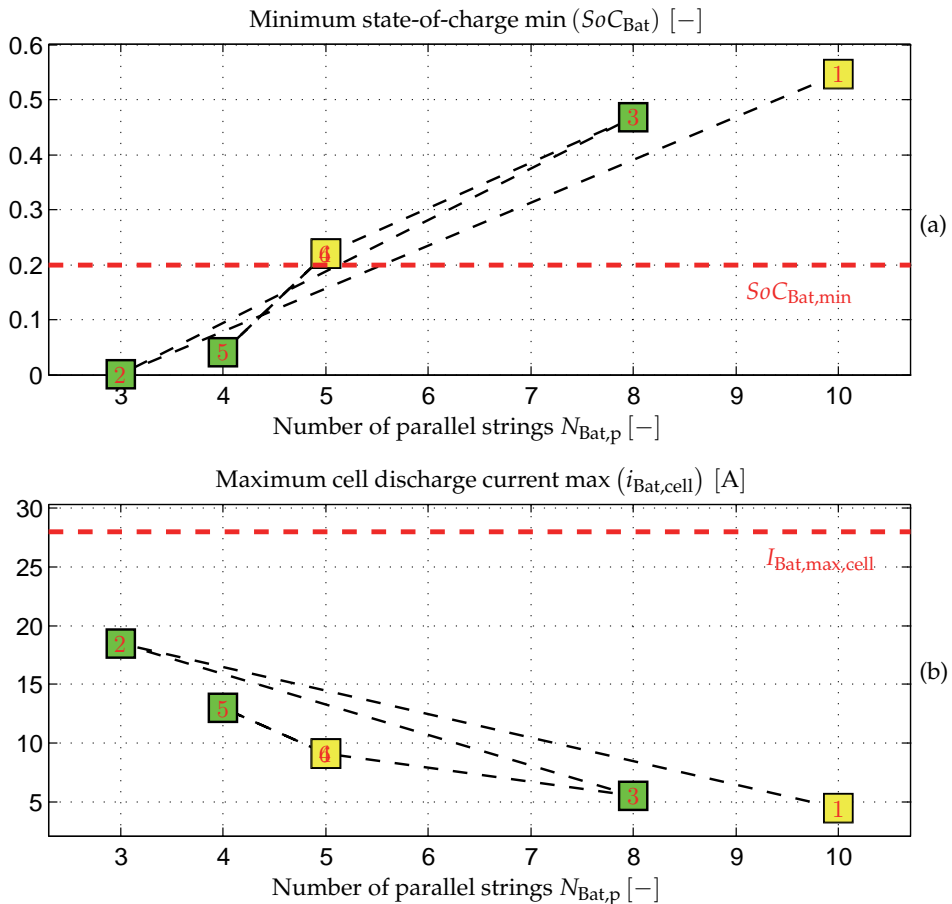 Minimum state-of-charge min (SoC_Bat) [−]
0.6
0.5
0.4
0.3
0.2
0.1
0
1
3
2
5
SoC_Bat,min
(a)
3 4 5 6 7 8 9 10
Number of parallel strings N_Bat,p [−]
Maximum cell discharge current max (i_Bat,cell) [A]
30
25
20
15
10
5
I_Bat,max,cell
2
5
3
1
(b)
3 4 5 6 7 8 9 10
Number of parallel strings N_Bat,p [−]